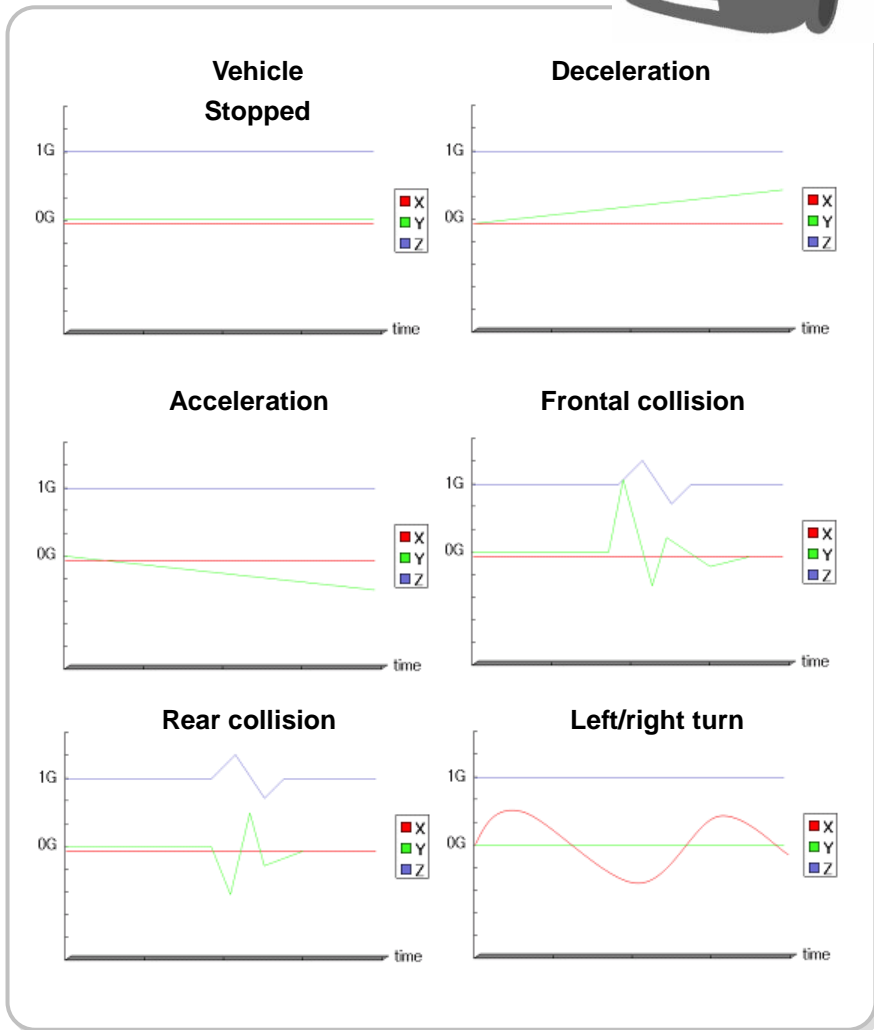 Vehicle
Stopped
1G
0G
X
Y
Z
time
Deceleration
1G
0G
X
Y
Z
time
Acceleration
1G
0G
X
Y
Z
time
Frontal collision
1G
0G
X
Y
Z
time
Rear collision
1G
0G
X
Y
Z
time
Left/right turn
1G
0G
X
Y
Z
time